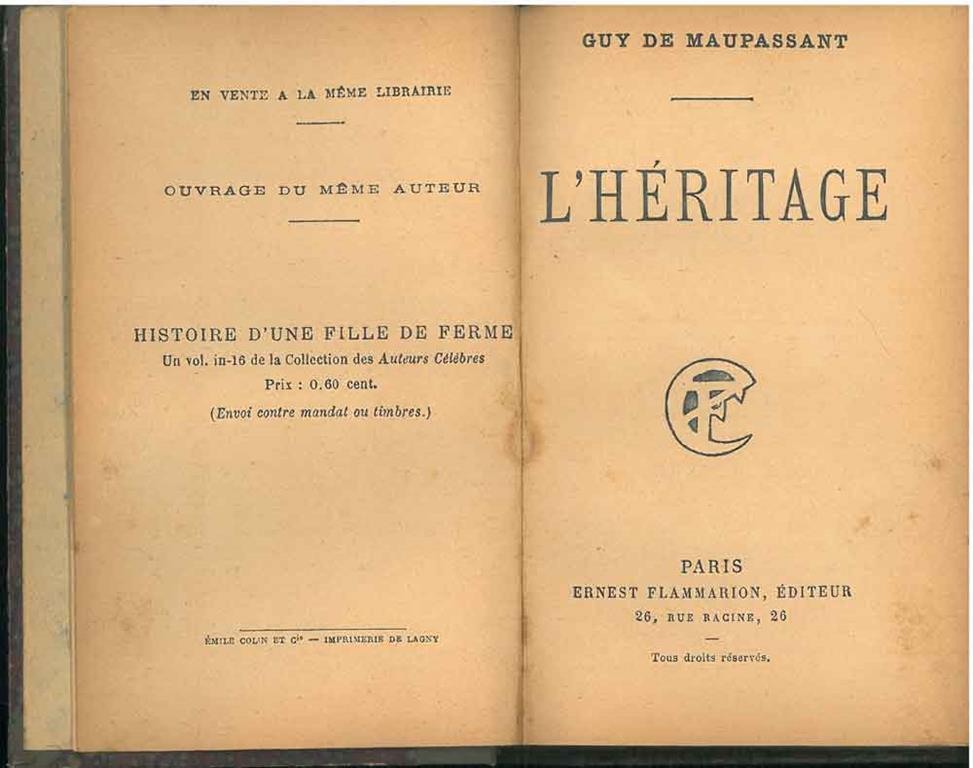 EN VENTE A LA MÊME LIBRAIRIE
OUVRAGE DU MÊME AUTEUR
HISTOIRE D'UNE FILLE DE FERME
Un vol. in-16 de la Collection des Auteurs Célèbres
Prix : 0.60 cent.
(Envoi contre mandat ou timbres.)
ÉMILE COLIN ET Cie — IMPRIMERIE DE LAGNY
GUY DE MAUPASSANT
L'HÉRITAGE
PARIS
ERNEST FLAMMARION, ÉDITEUR
26, RUE RACINE, 26
Tous droits réservés.